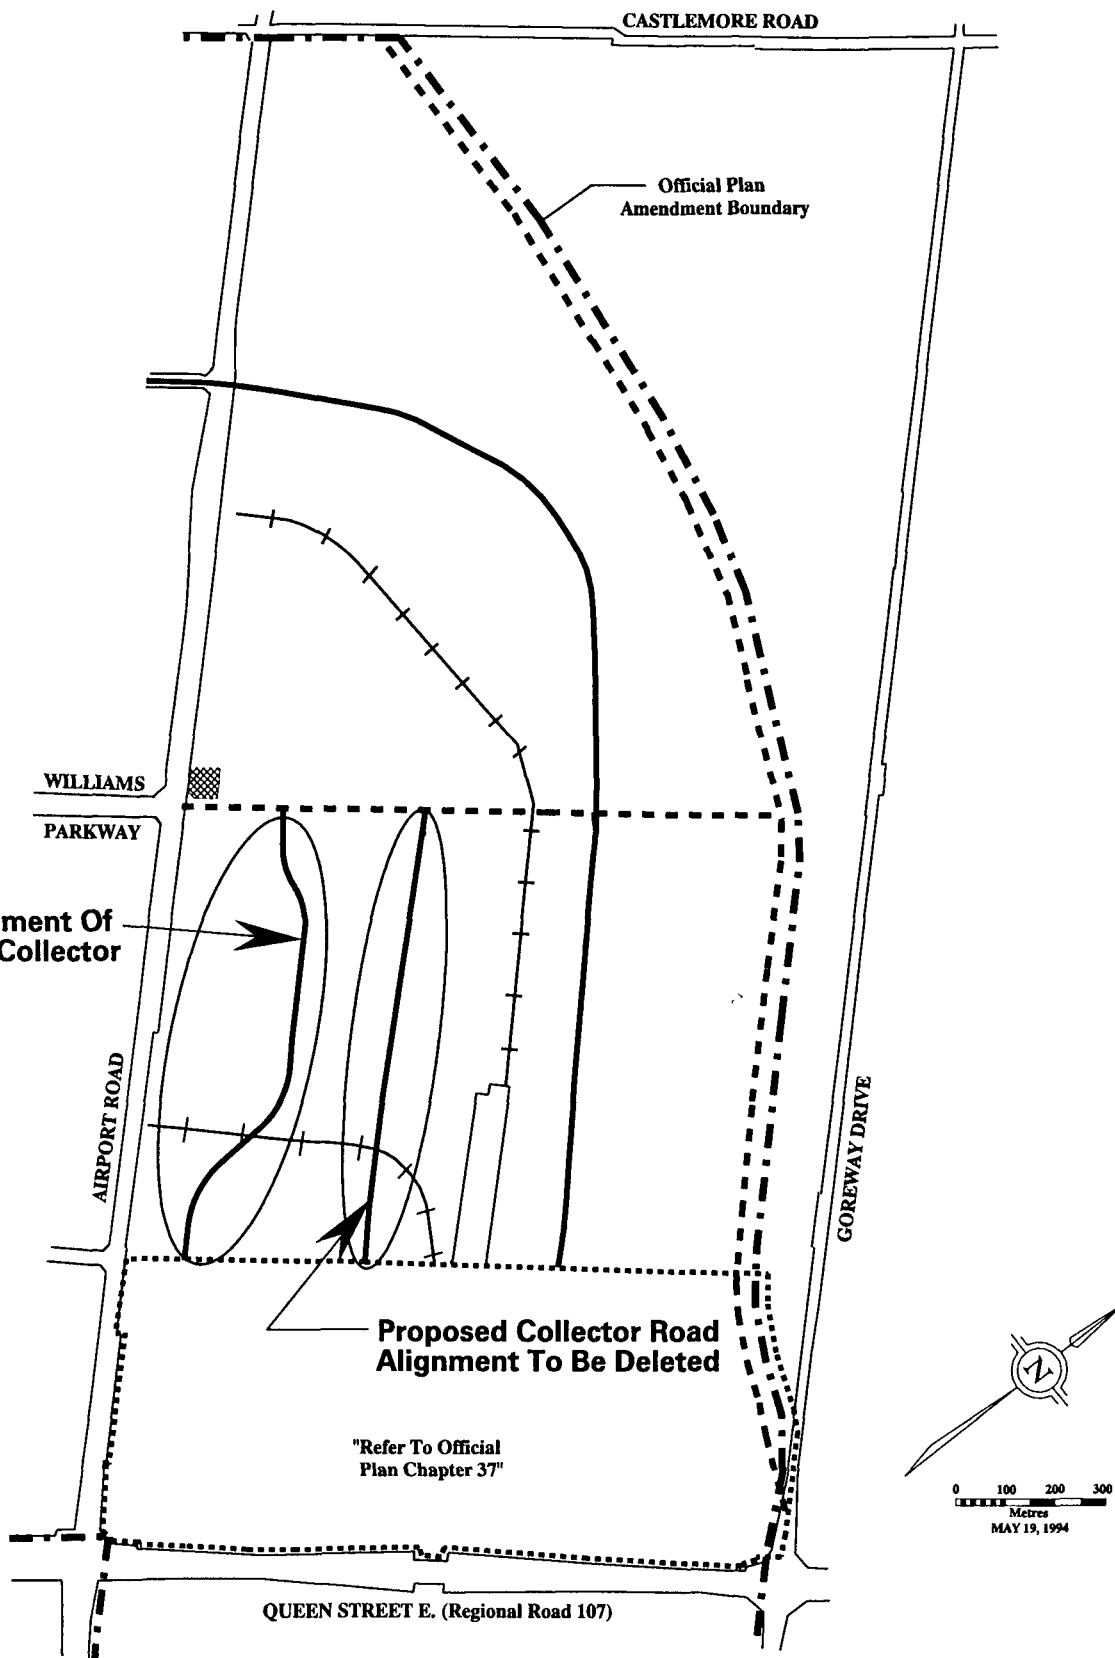 CASTLEMORE ROAD
Official Plan
Amendment Boundary
WILLIAMS
PARKWAY
ment Of
Collector
AIRPORT ROAD
GOREWAY DRIVE
Proposed Collector Road
Alignment To Be Deleted
"Refer To Official
Plan Chapter 37"
N
0 100 200 300
Metres
MAY 19, 1994
QUEEN STREET E. (Regional Road 107)